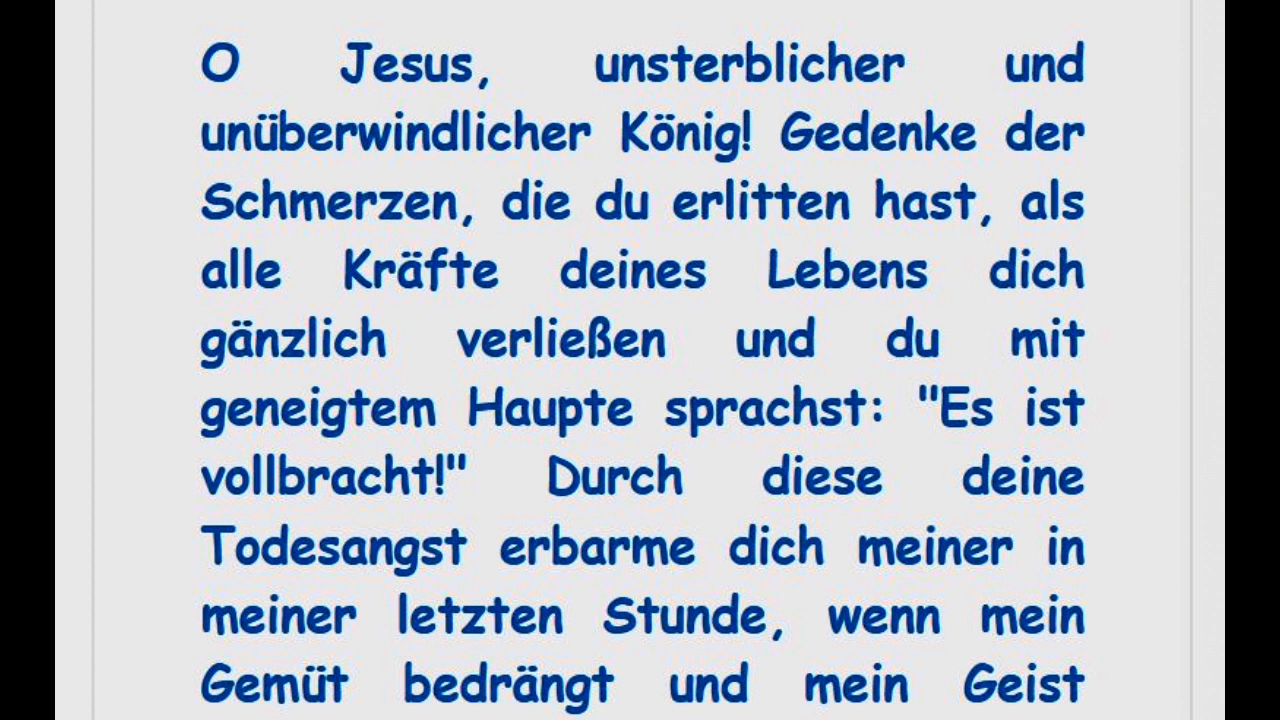 O Jesus, unsterblicher und
unüberwindlicher König! Gedenke der
Schmerzen, die du erlitten hast, als
alle Kräfte deines Lebens dich
gänzlich verließen und du mit
geneigtem Haupte sprachst: "Es ist
vollbracht!" Durch diese deine
Todesangst erbarme dich meiner in
meiner letzten Stunde, wenn mein
Gemüt bedrängt und mein Geist